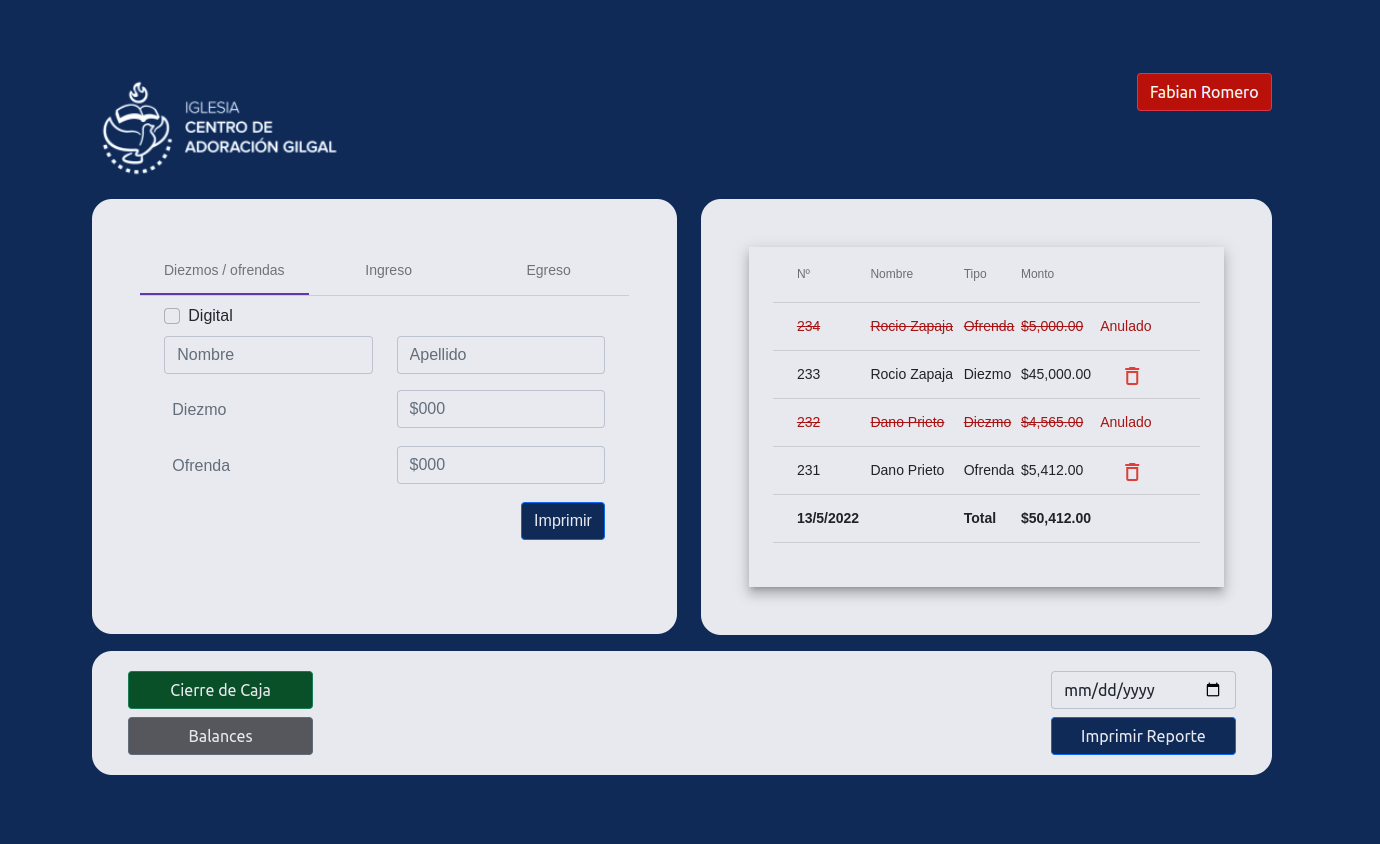 IGLESIA
CENTRO DE
ADORACIÓN GILGAL
Fabian Romero
Diezmos / ofrendas Ingreso Egreso
Digital
Nombre Apellido
Diezmo $000
Ofrenda $000
Imprimir
Nº Nombre Tipo Monto
234 Rocio Zapaja Ofrenda $5,000.00 Anulado
233 Rocio Zapaja Diezmo $45,000.00
232 Dano Prieto Diezmo $4,565.00 Anulado
231 Dano Prieto Ofrenda $5,412.00
13/5/2022 Total $50,412.00
Cierre de Caja
Balances
mm/dd/yyyy
Imprimir Reporte